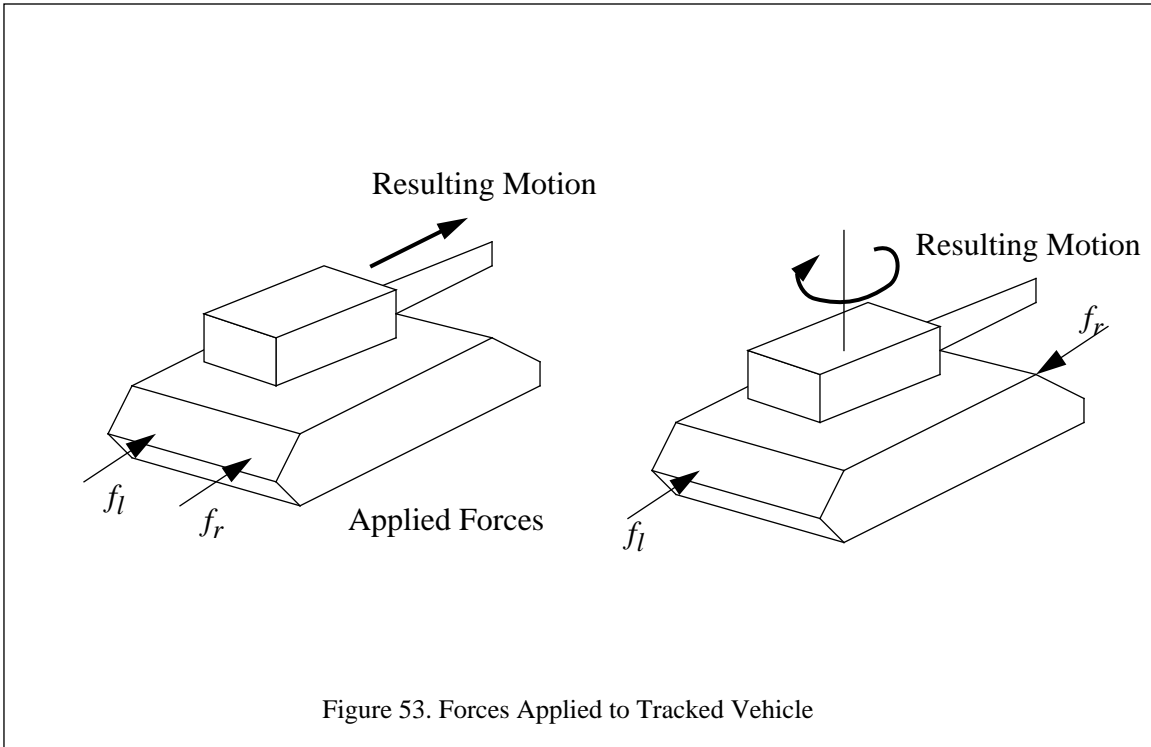 Resulting Motion
f_l
f_r
Applied Forces
Resulting Motion
f_r
f_l
Figure 53. Forces Applied to Tracked Vehicle